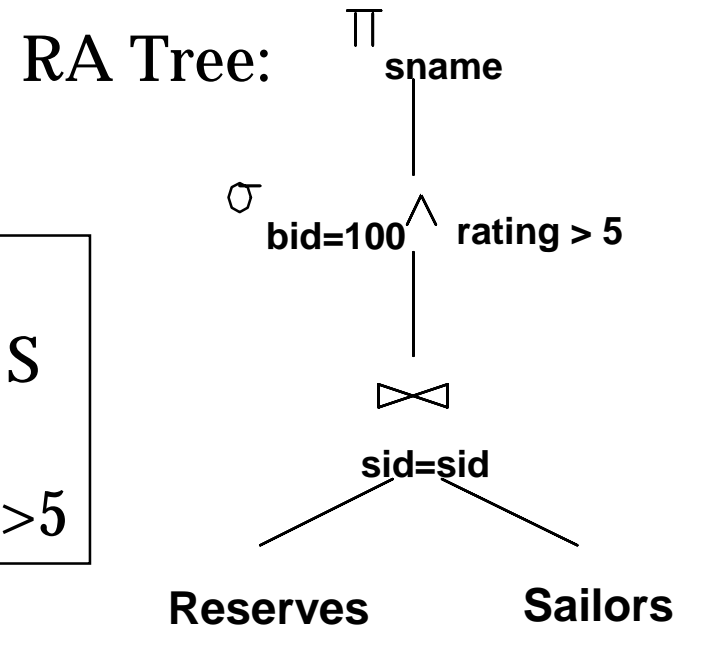 RA Tree:
∏ sname
σ bid=100 ∧ rating > 5
S
>5
⋈ sid=sid
Reserves Sailors